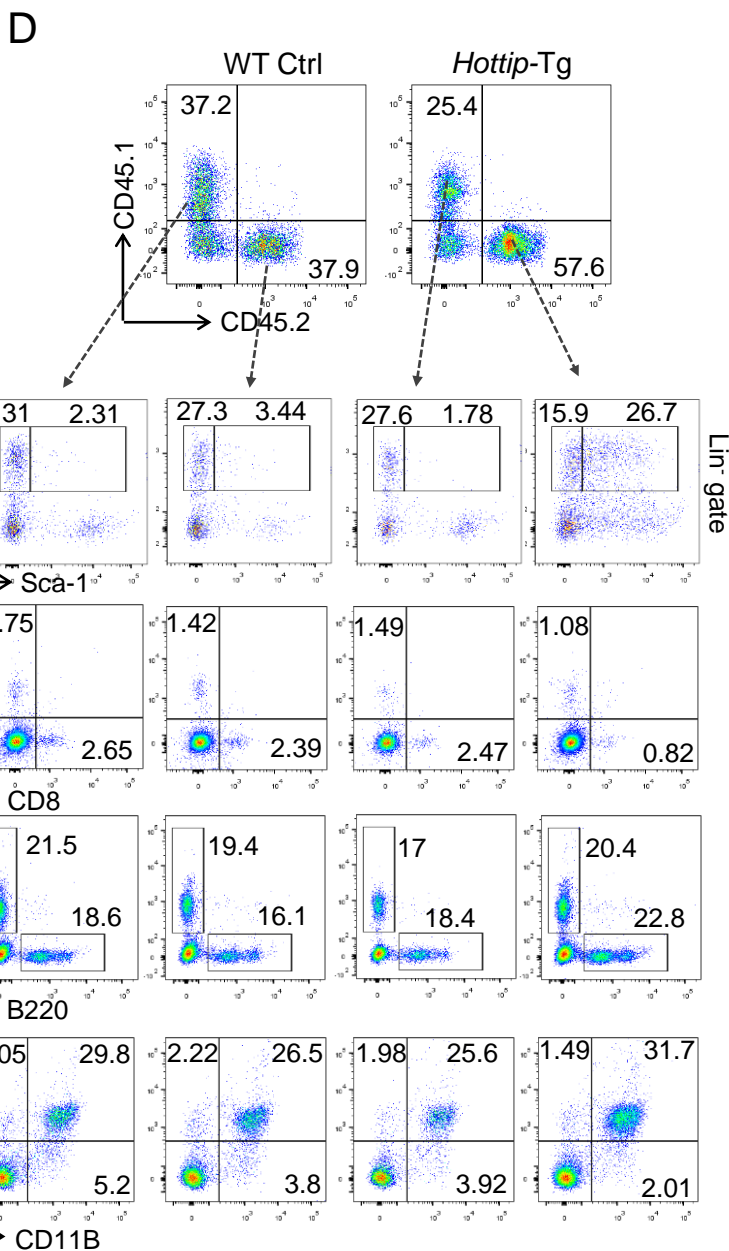 D
WT Ctrl Hottip-Tg
37.2 25.4
CD45.1
37.9 57.6
CD45.2
31 2.31 27.3 3.44 27.6 1.78 15.9 26.7
Lin- gate
Sca-1
.75 1.42 1.49 1.08
2.65 2.39 2.47 0.82
CD8
21.5 19.4 17 20.4
18.6 16.1 18.4 22.8
B220
05 29.8 2.22 26.5 1.98 25.6 1.49 31.7
5.2 3.8 3.92 2.01
CD11B